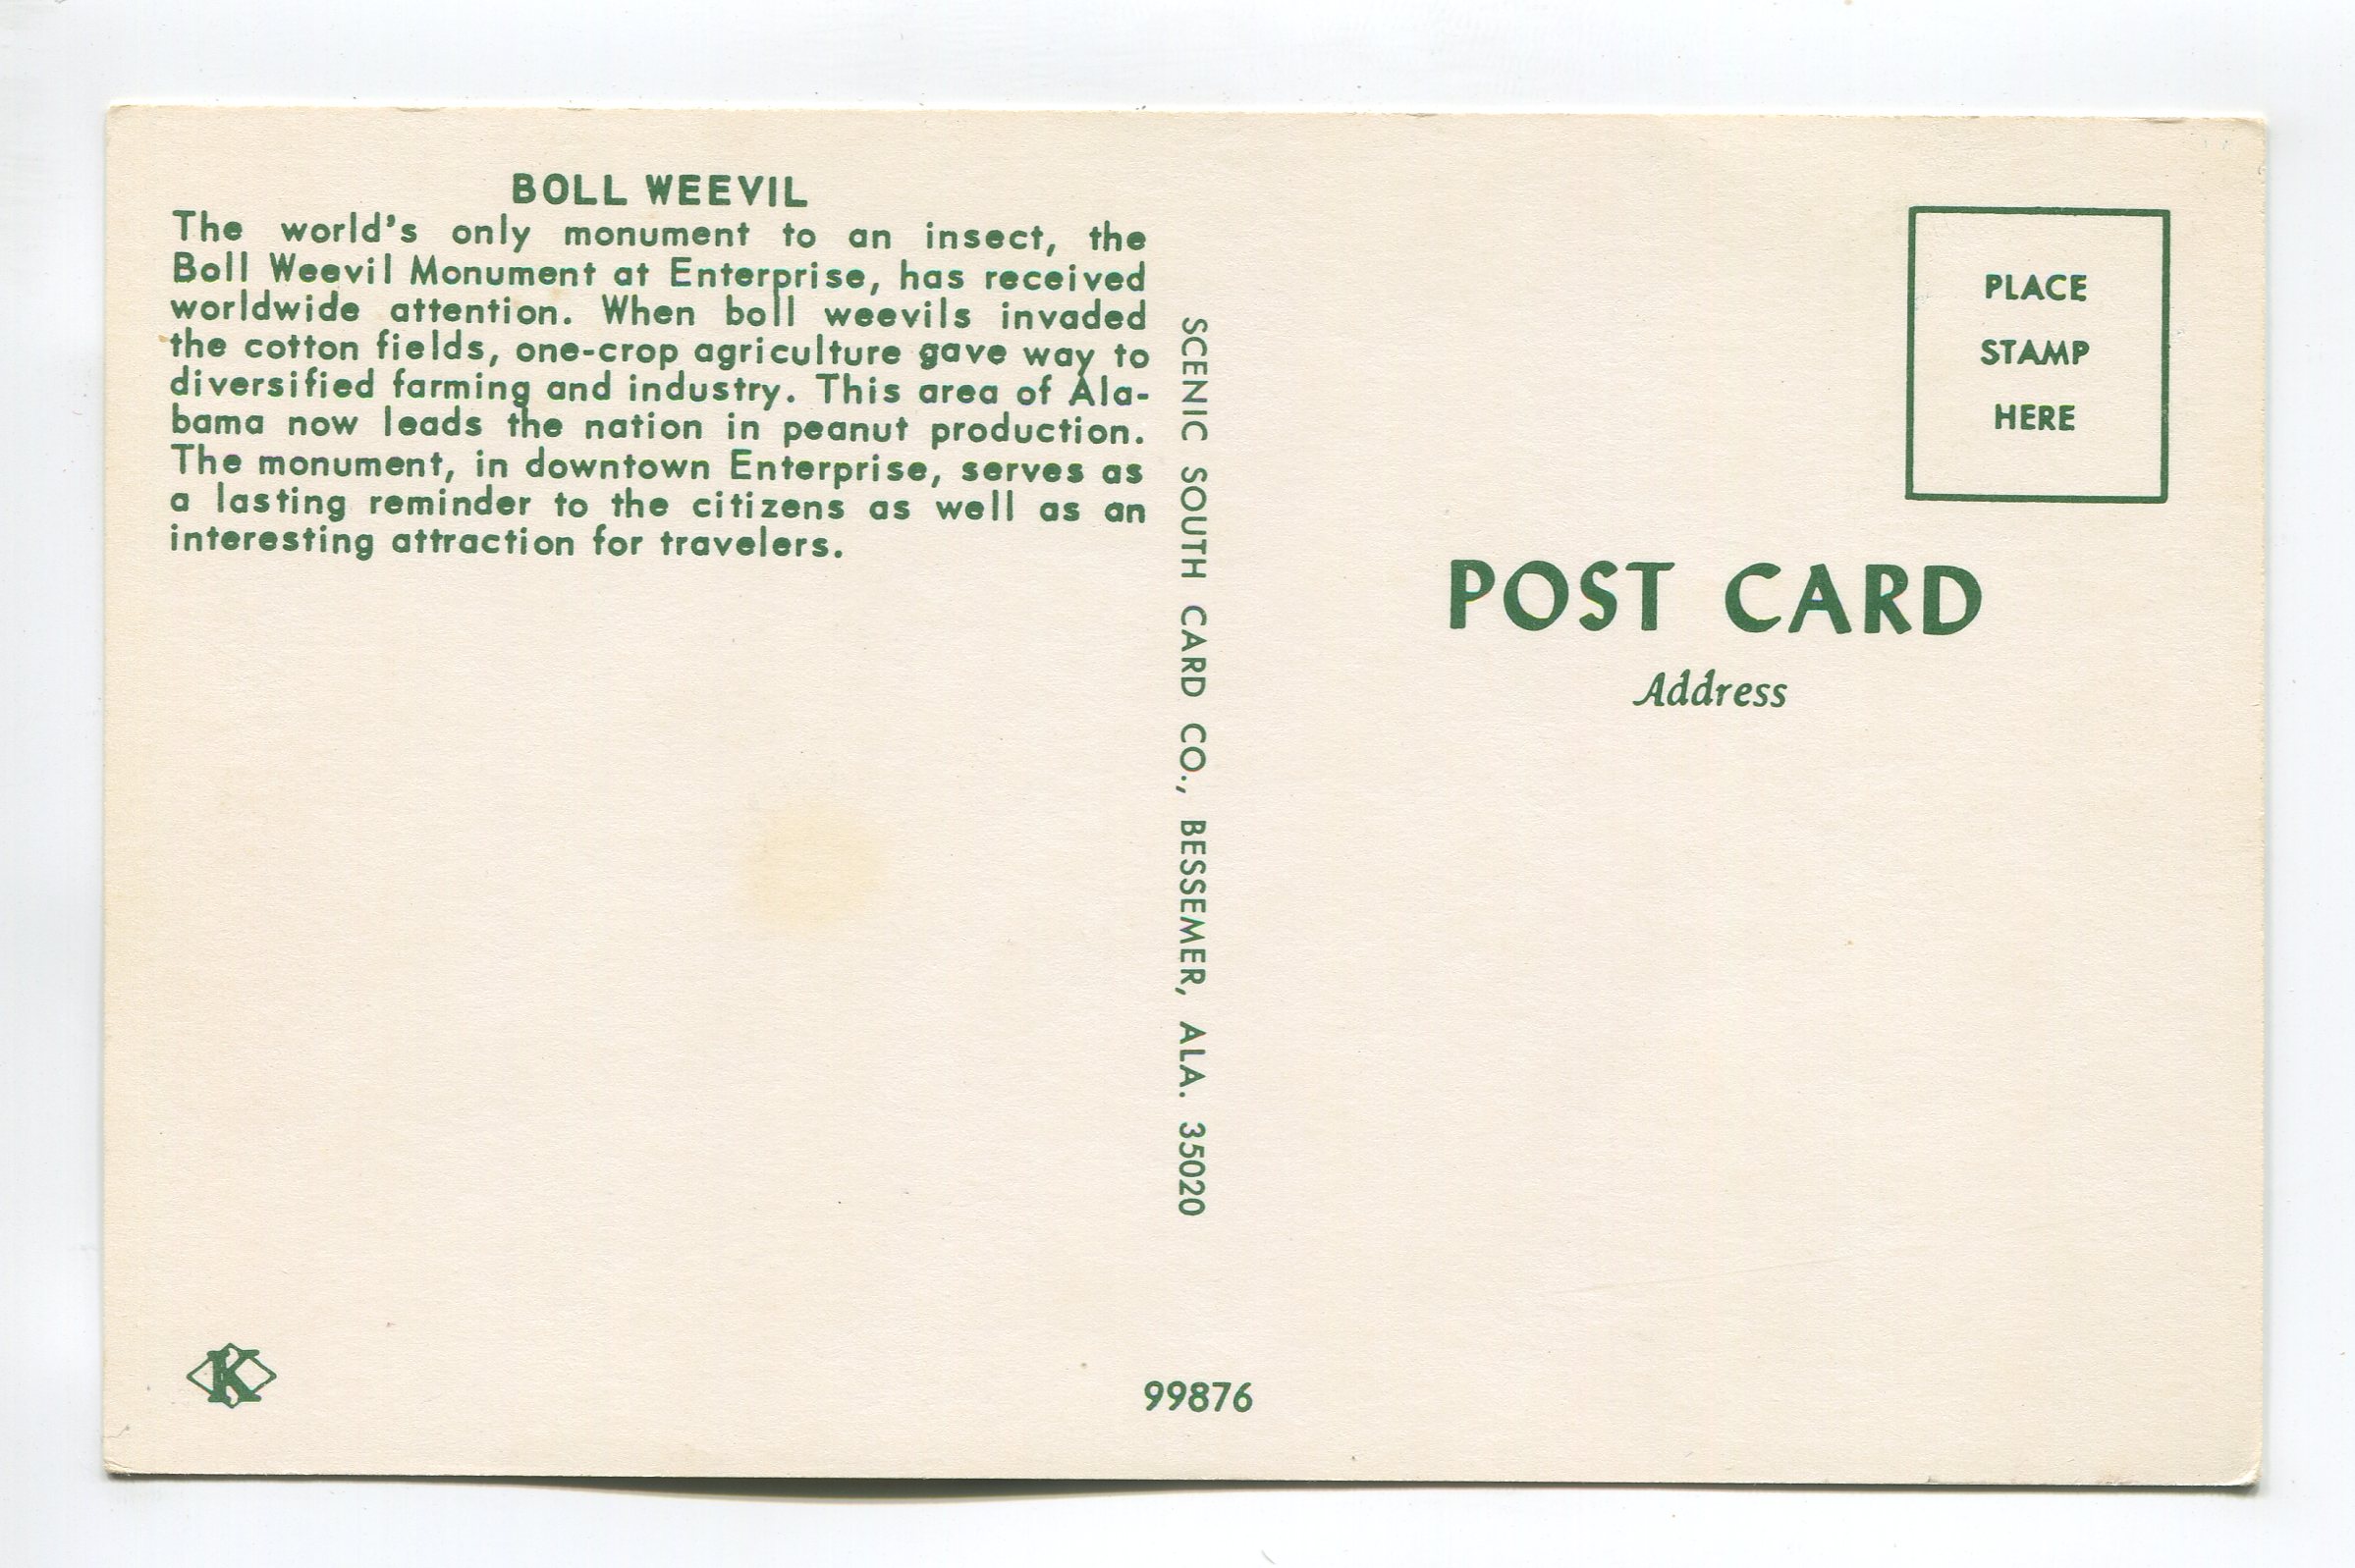 BOLL WEEVIL
The world's only monument to an insect, the
Boll Weevil Monument at Enterprise, has received
worldwide attention. When boll weevils invaded
the cotton fields, one-crop agriculture gave way to
diversified farming and industry. This area of Ala-
bama now leads the nation in peanut production.
The monument, in downtown Enterprise, serves as
a lasting reminder to the citizens as well as an
interesting attraction for travelers.
K
SCENIC SOUTH CARD CO., BESSEMER, ALA. 35020
99876
PLACE
STAMP
HERE
POST CARD
Address